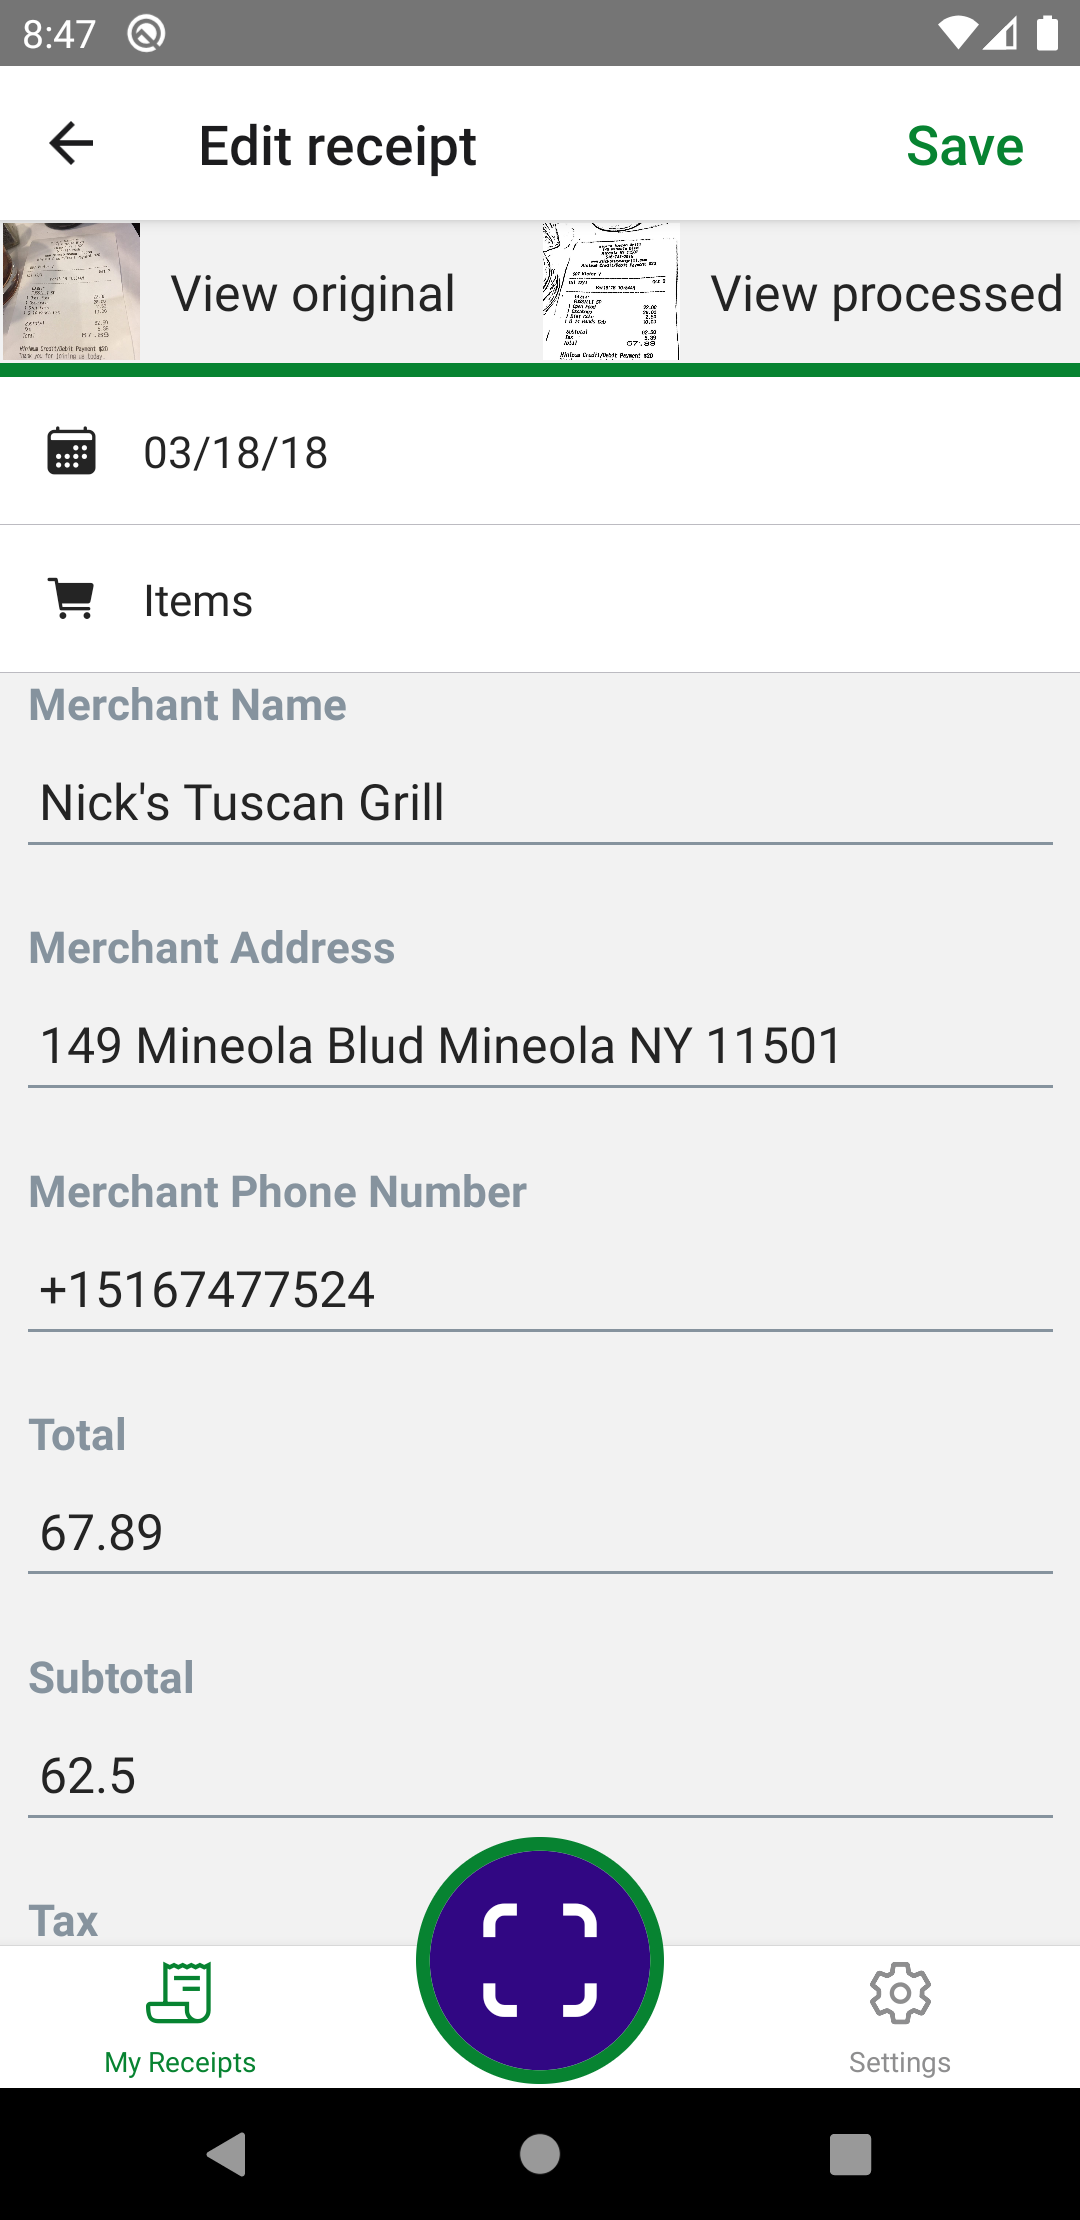 8:47
Edit receipt
Save
View original
View processed
03/18/18
Items
Merchant Name
Nick's Tuscan Grill
Merchant Address
149 Mineola Blud Mineola NY 11501
Merchant Phone Number
+15167477524
Total
67.89
Subtotal
62.5
Tax
My Receipts
Settings